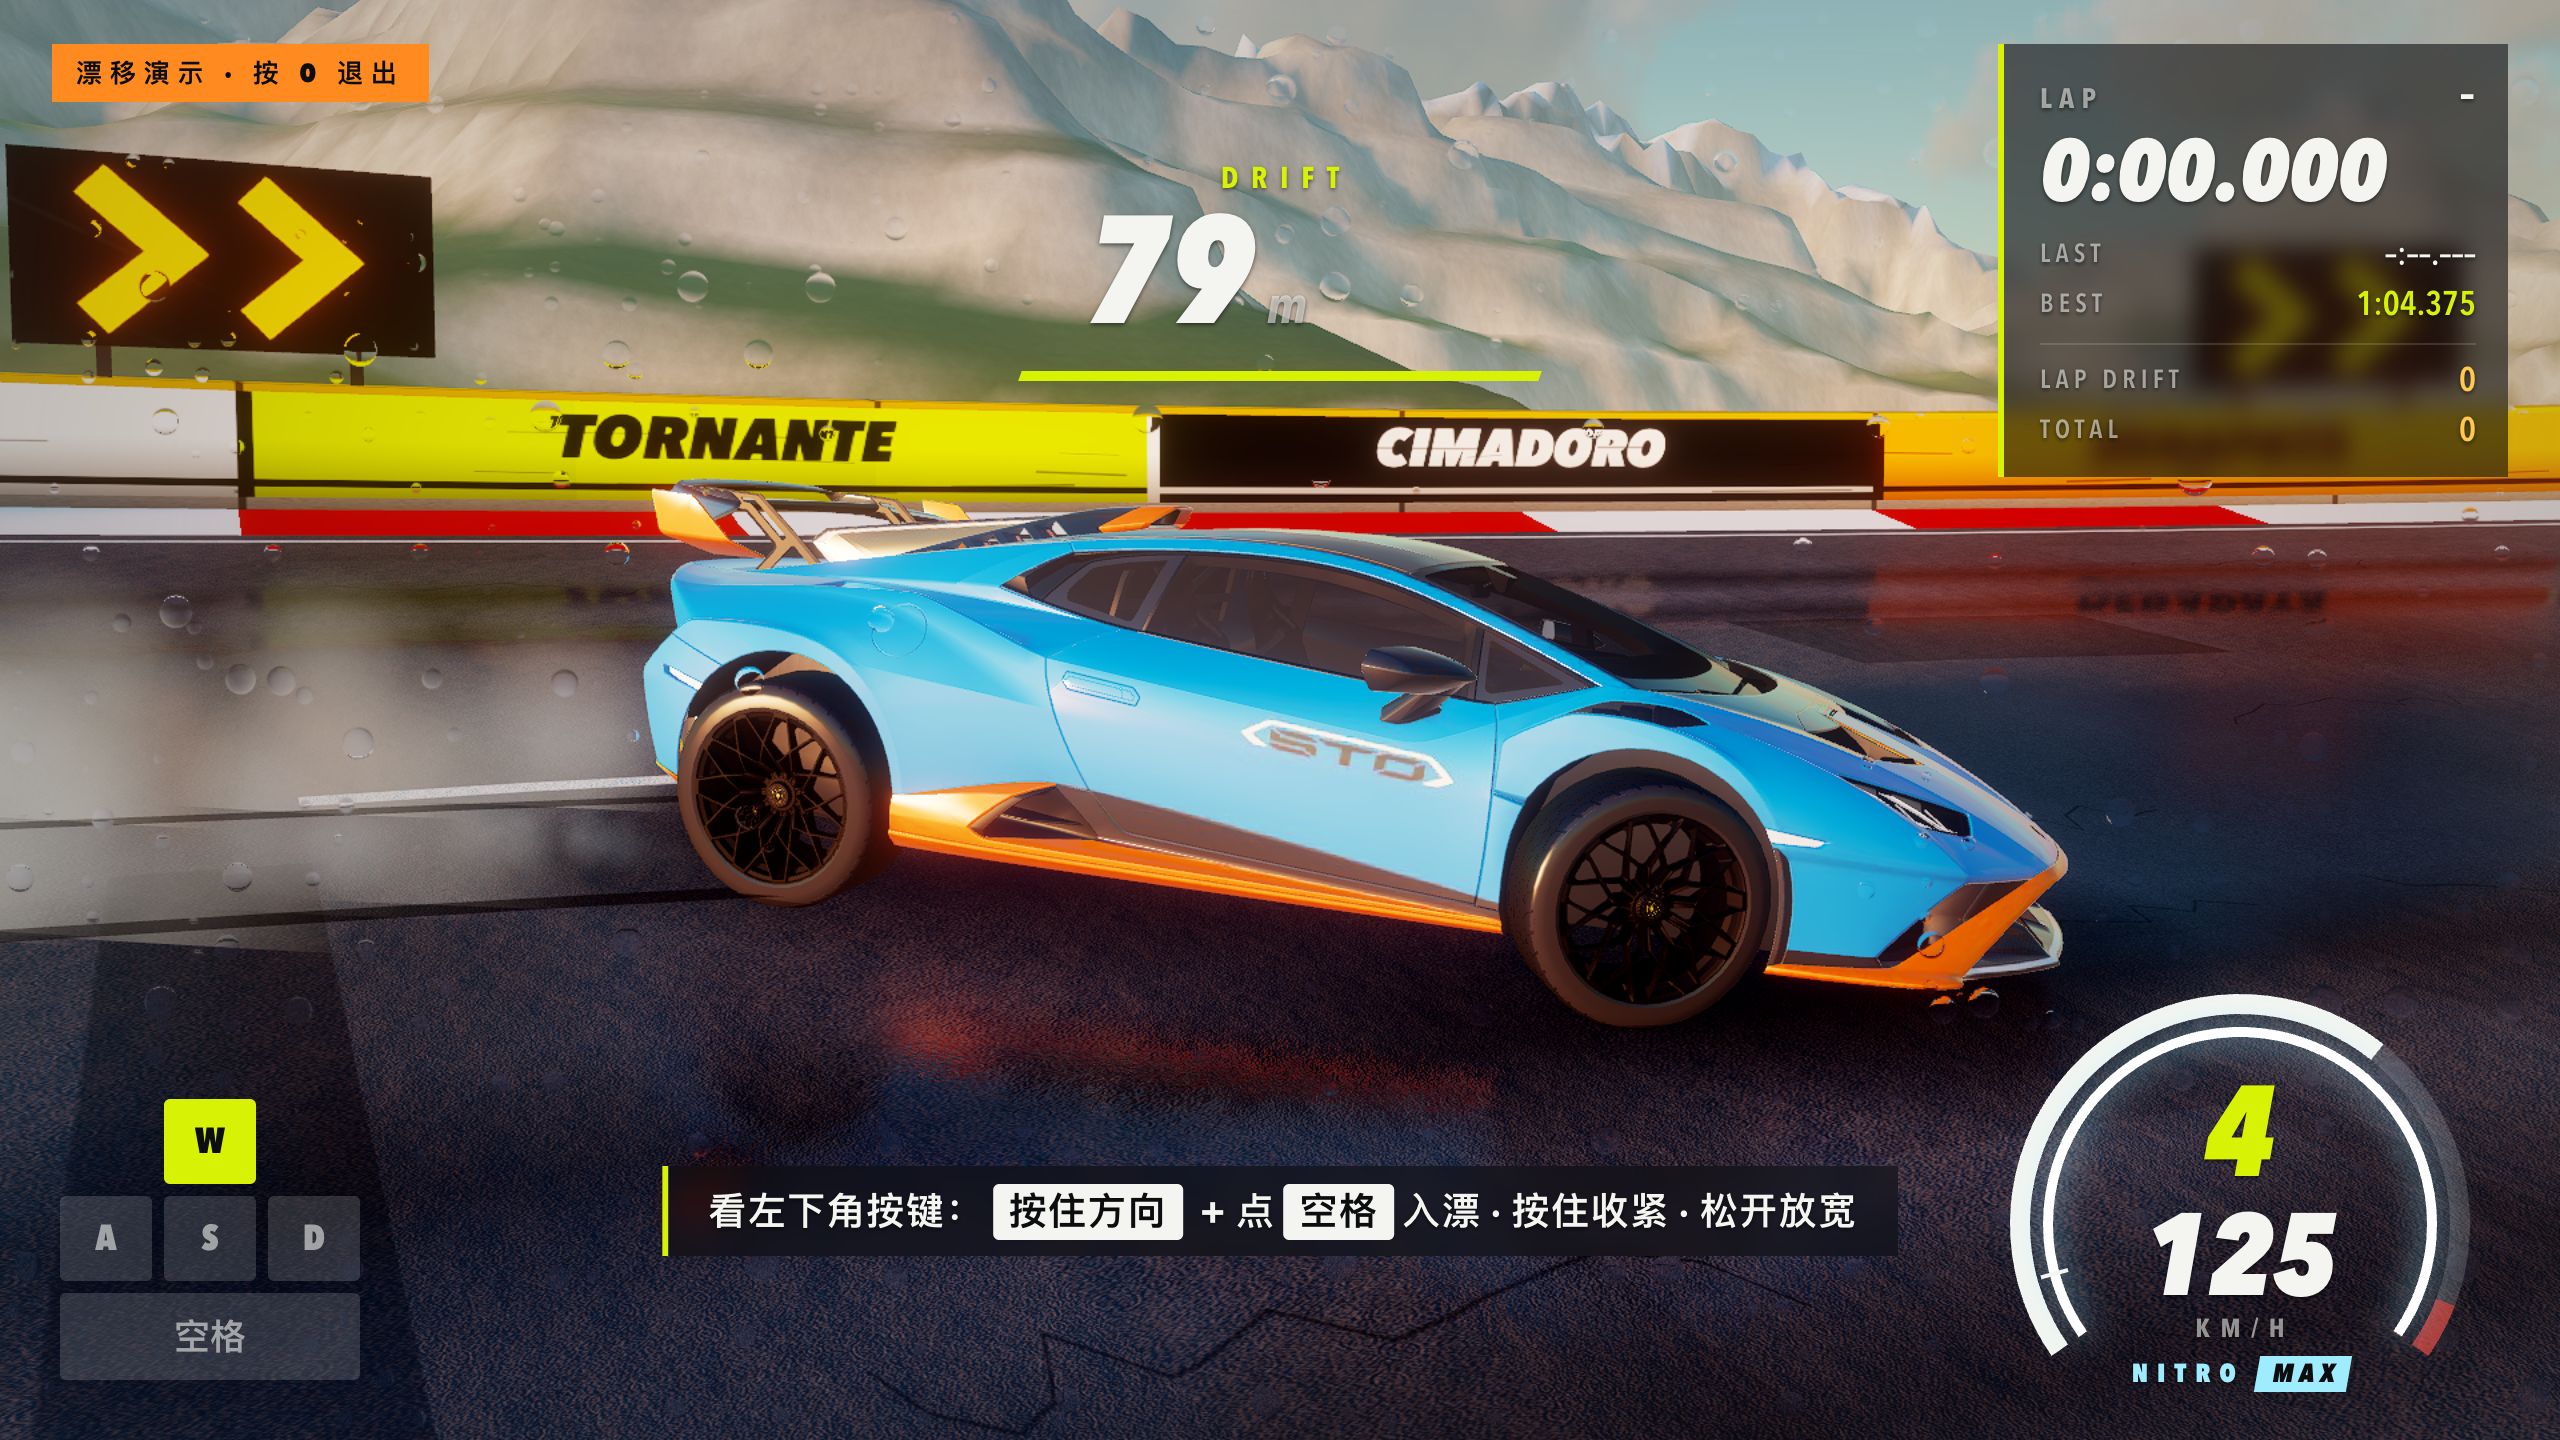 漂移演示 · 按 0 退出
LAP -
0:00.000
LAST -:--.---
BEST 1:04.375
LAP DRIFT 0
TOTAL 0
DRIFT
79 m
TORNANTE
CIMADORO
STO
W
A S D
空格
看左下角按键： 按住方向 + 点 空格 入漂 · 按住收紧 · 松开放宽
4
125
KM/H
NITRO MAX